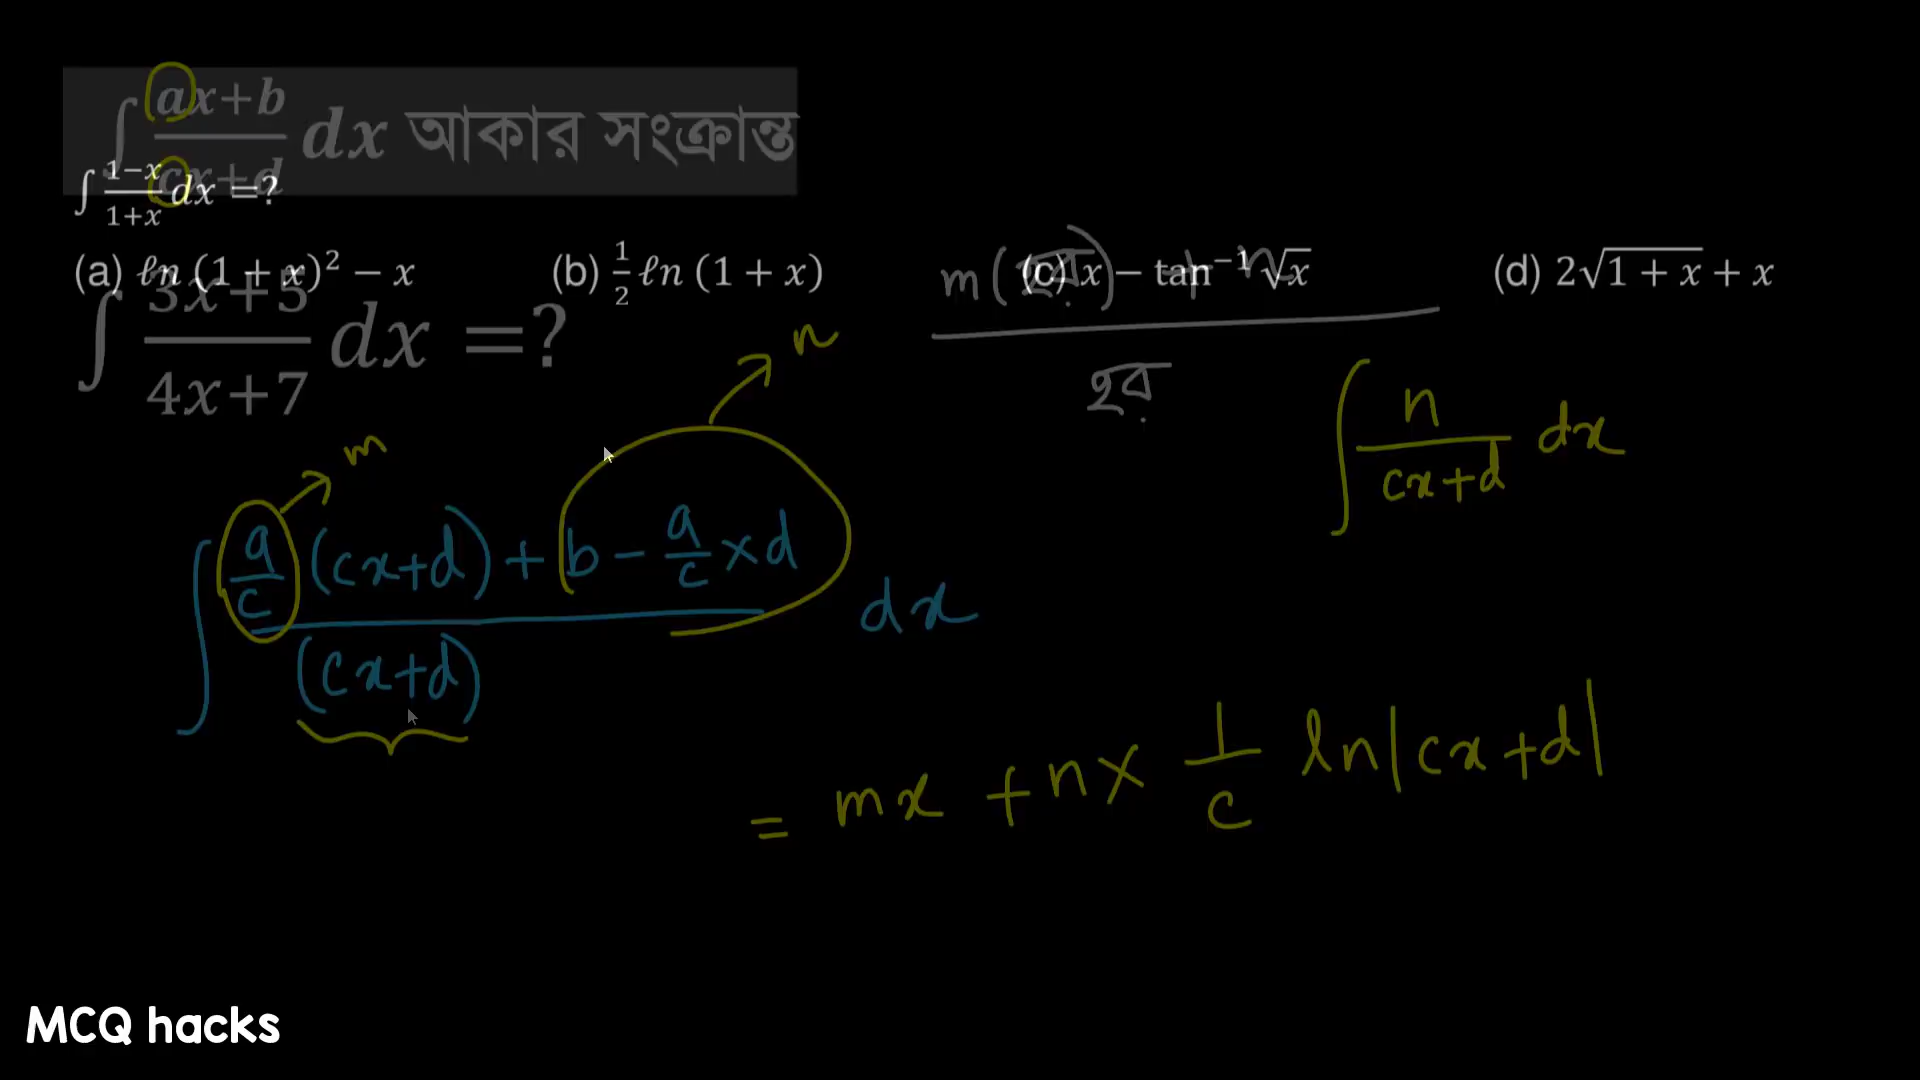 ∫ (ax+b)/(cx+d) dx আকার সংক্রান্ত
∫ (1−x)/(1+x) dx =?
(a) ℓn (1 + x)² − x (b) 1/2 ℓn (1 + x) (c) x − tan⁻¹ √x (d) 2√(1 + x) + x
∫ (3x+5)/(4x+7) dx =?
m(হর) + n
হর
n
m
∫ n/(cx+d) dx
∫ (a/c (cx+d) + b − a/c × d)/(cx+d) dx
= mx + n× 1/c ln|cx+d|
MCQ hacks